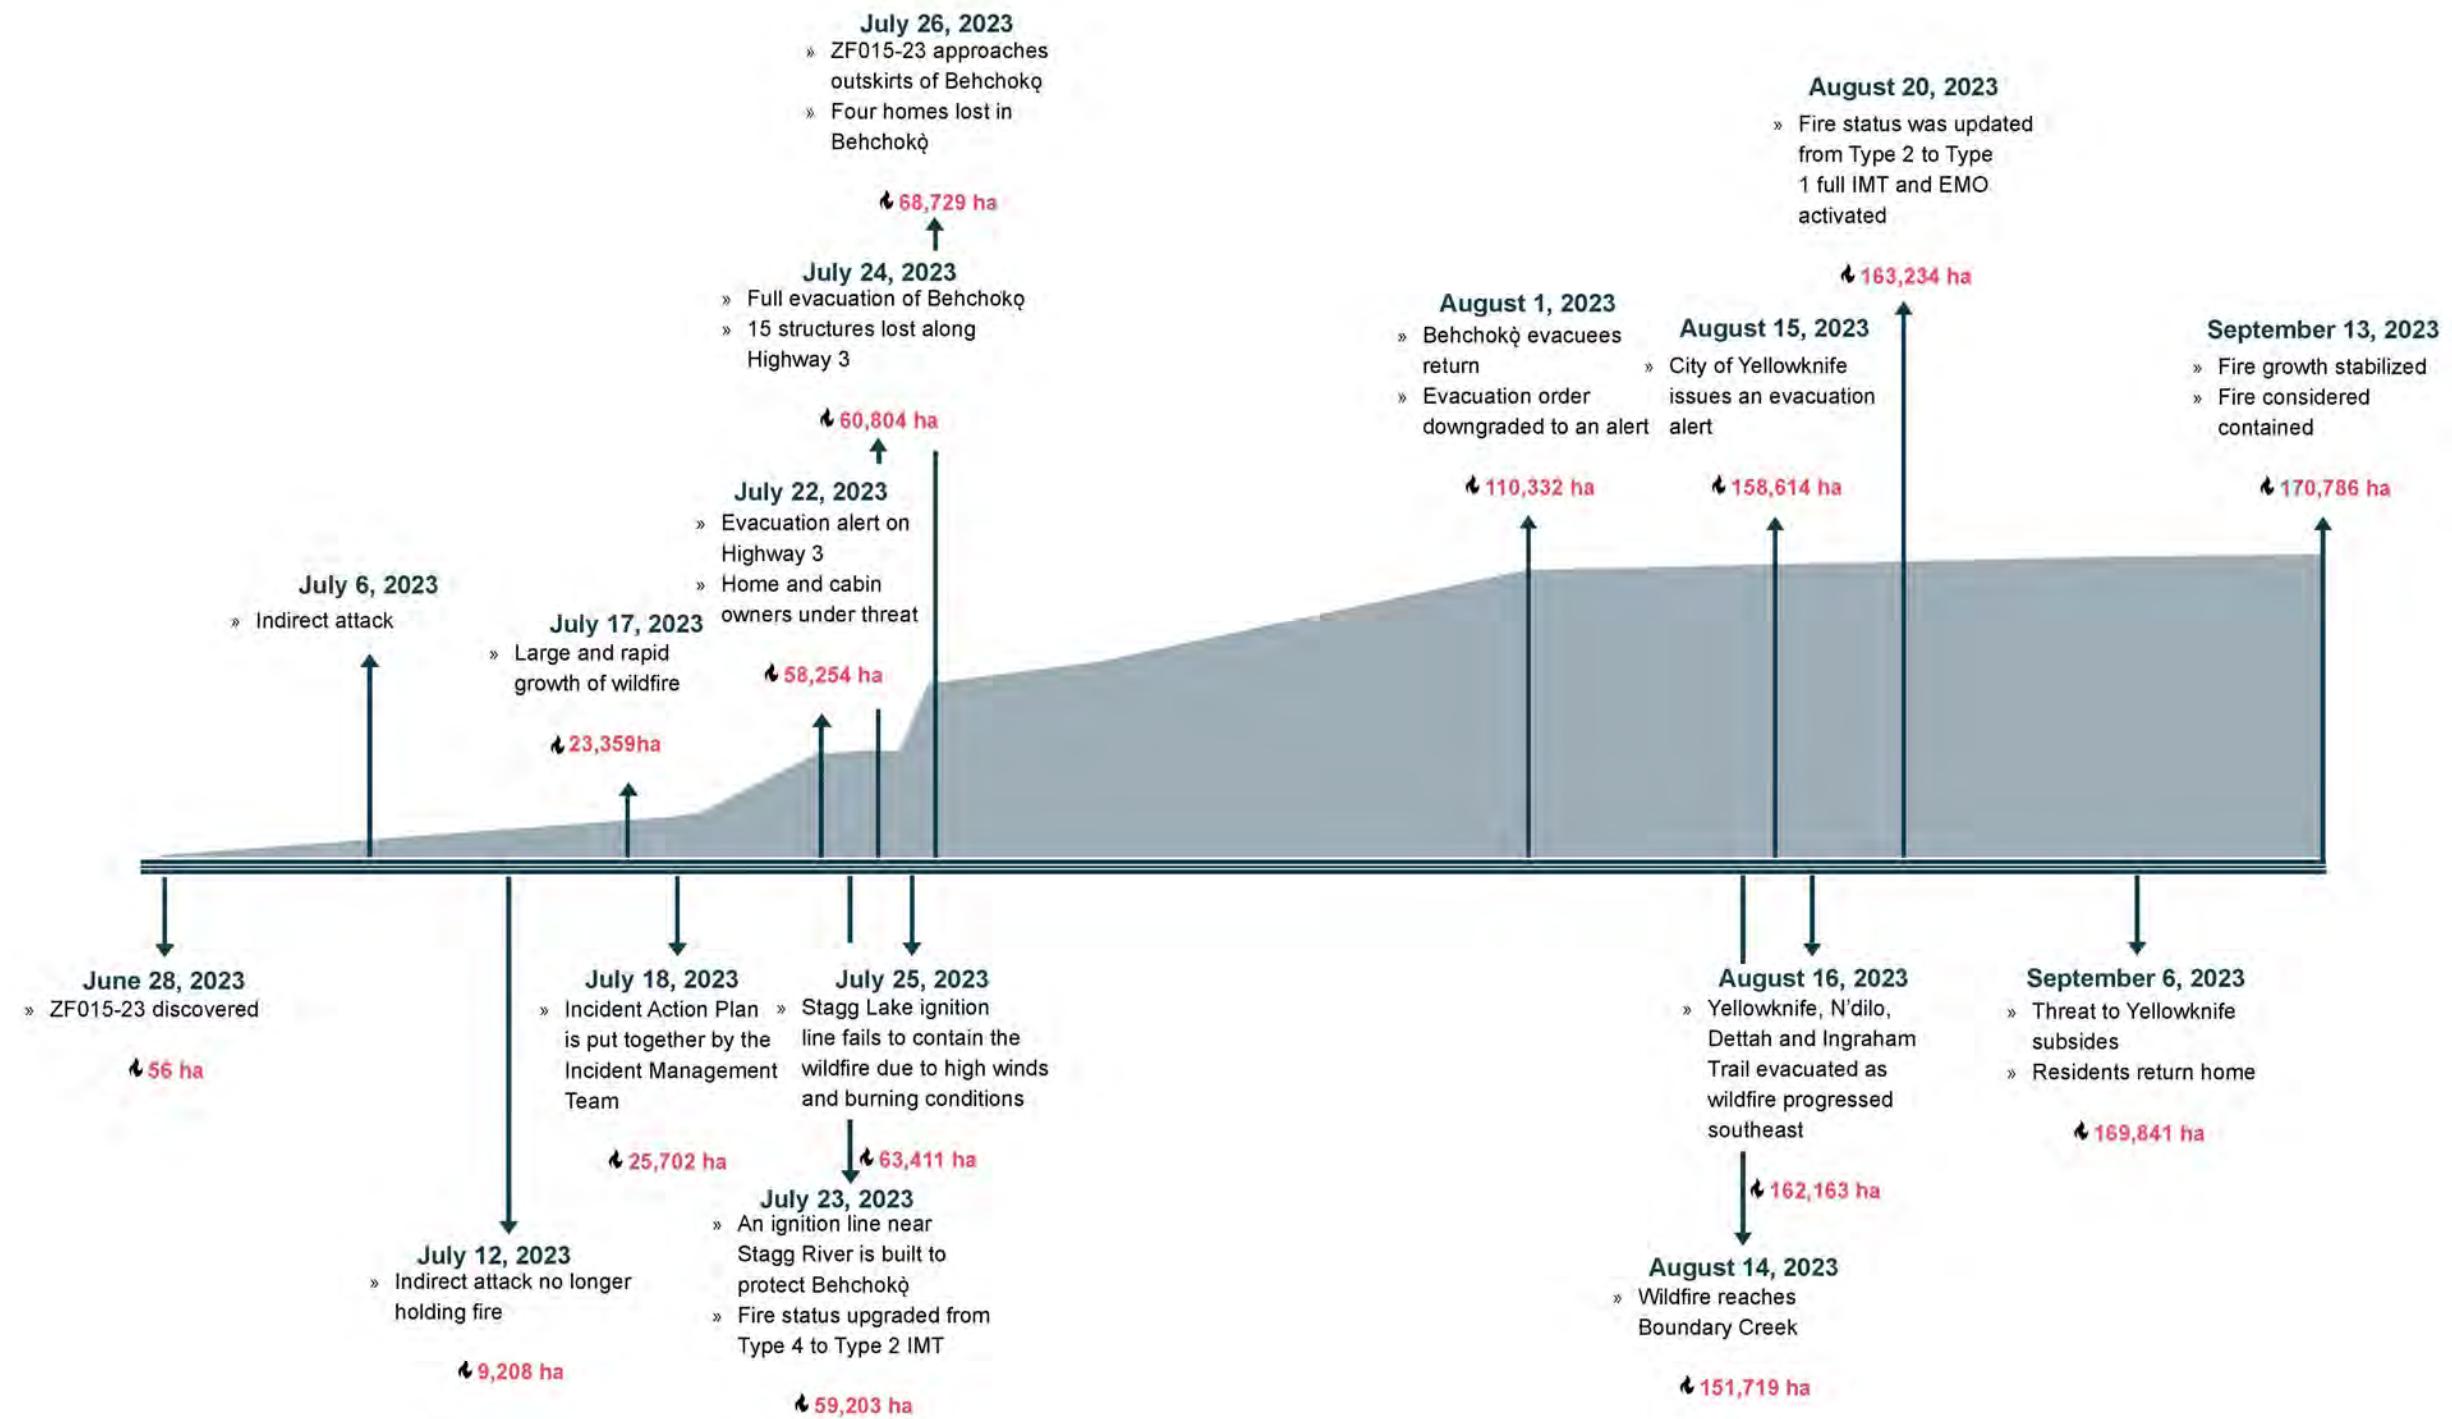 July 26, 2023
» ZF015-23 approaches
outskirts of Behchokǫ
» Four homes lost in
Behchokǫ̀
68,729 ha
July 24, 2023
» Full evacuation of Behchokǫ
» 15 structures lost along
Highway 3
60,804 ha
July 22, 2023
» Evacuation alert on
Highway 3
» Home and cabin
owners under threat
58,254 ha
July 6, 2023
» Indirect attack
July 17, 2023
» Large and rapid
growth of wildfire
23,359ha
August 1, 2023
» Behchokǫ̀ evacuees
return
» Evacuation order
downgraded to an alert
110,332 ha
August 15, 2023
» City of Yellowknife
issues an evacuation
alert
158,614 ha
August 20, 2023
» Fire status was updated
from Type 2 to Type
1 full IMT and EMO
activated
163,234 ha
September 13, 2023
» Fire growth stabilized
» Fire considered
contained
170,786 ha
June 28, 2023
» ZF015-23 discovered
56 ha
July 12, 2023
» Indirect attack no longer
holding fire
9,208 ha
July 18, 2023
» Incident Action Plan
is put together by the
Incident Management
Team
25,702 ha
July 25, 2023
» Stagg Lake ignition
line fails to contain the
wildfire due to high winds
and burning conditions
63,411 ha
July 23, 2023
» An ignition line near
Stagg River is built to
protect Behchokǫ̀
» Fire status upgraded from
Type 4 to Type 2 IMT
59,203 ha
August 16, 2023
» Yellowknife, N'dilo,
Dettah and Ingraham
Trail evacuated as
wildfire progressed
southeast
162,163 ha
August 14, 2023
» Wildfire reaches
Boundary Creek
151,719 ha
September 6, 2023
» Threat to Yellowknife
subsides
» Residents return home
169,841 ha